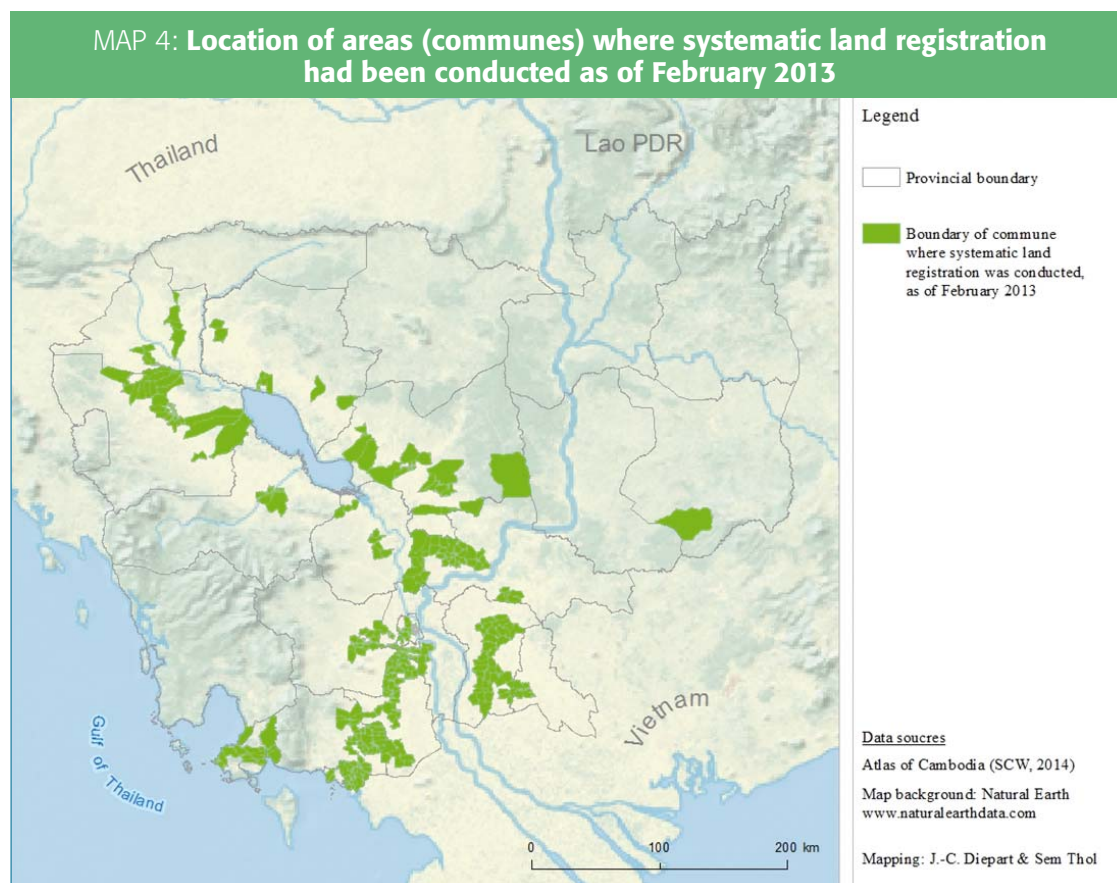 MAP 4: Location of areas (communes) where systematic land registration
had been conducted as of February 2013
Thailand
Lao PDR
Vietnam
Gulf of Thailand
0 100 200 km
Legend
Provincial boundary
Boundary of commune
where systematic land
registration was conducted,
as of February 2013
Data soucres
Atlas of Cambodia (SCW, 2014)
Map background: Natural Earth
www.naturalearthdata.com
Mapping: J.-C. Diepart & Sem Thol